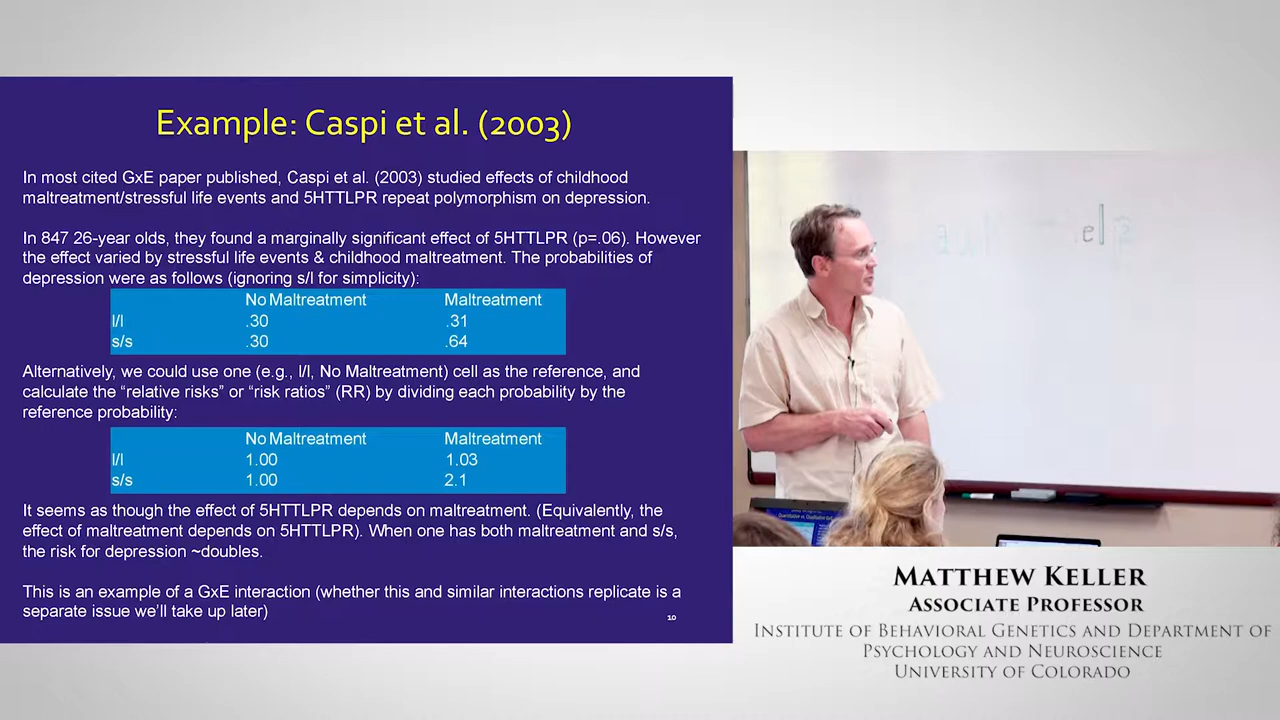 Example: Caspi et al. (2003)
In most cited GxE paper published, Caspi et al. (2003) studied effects of childhood
maltreatment/stressful life events and 5HTTLPR repeat polymorphism on depression.
In 847 26-year olds, they found a marginally significant effect of 5HTTLPR (p=.06). However
the effect varied by stressful life events & childhood maltreatment. The probabilities of
depression were as follows (ignoring s/l for simplicity):
No Maltreatment Maltreatment
l/l .30 .31
s/s .30 .64
Alternatively, we could use one (e.g., l/l, No Maltreatment) cell as the reference, and
calculate the “relative risks” or “risk ratios” (RR) by dividing each probability by the
reference probability:
No Maltreatment Maltreatment
l/l 1.00 1.03
s/s 1.00 2.1
It seems as though the effect of 5HTTLPR depends on maltreatment. (Equivalently, the
effect of maltreatment depends on 5HTTLPR). When one has both maltreatment and s/s,
the risk for depression ~doubles.
This is an example of a GxE interaction (whether this and similar interactions replicate is a
separate issue we'll take up later)
10
MATTHEW KELLER
ASSOCIATE PROFESSOR
INSTITUTE OF BEHAVIORAL GENETICS AND DEPARTMENT OF
PSYCHOLOGY AND NEUROSCIENCE
UNIVERSITY OF COLORADO